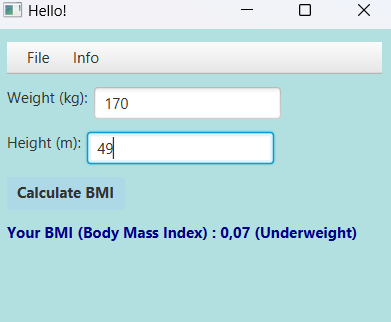 Hello!
File Info
Weight (kg): 170
Height (m): 49
Calculate BMI
Your BMI (Body Mass Index) : 0,07 (Underweight)